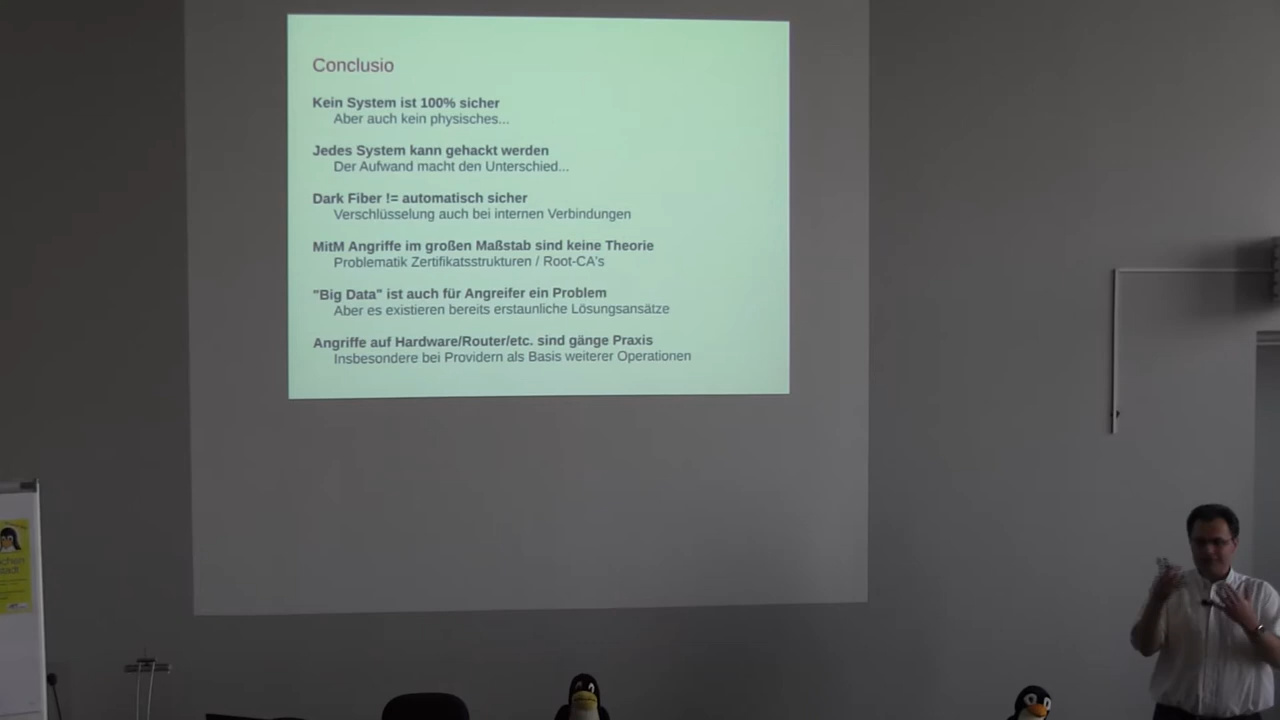 Conclusio
Kein System ist 100% sicher
Aber auch kein physisches...
Jedes System kann gehackt werden
Der Aufwand macht den Unterschied...
Dark Fiber != automatisch sicher
Verschlüsselung auch bei internen Verbindungen
MitM Angriffe im großen Maßstab sind keine Theorie
Problematik Zertifikatsstrukturen / Root-CA's
"Big Data" ist auch für Angreifer ein Problem
Aber es existieren bereits erstaunliche Lösungsansätze
Angriffe auf Hardware/Router/etc. sind gänge Praxis
Insbesondere bei Providern als Basis weiterer Operationen